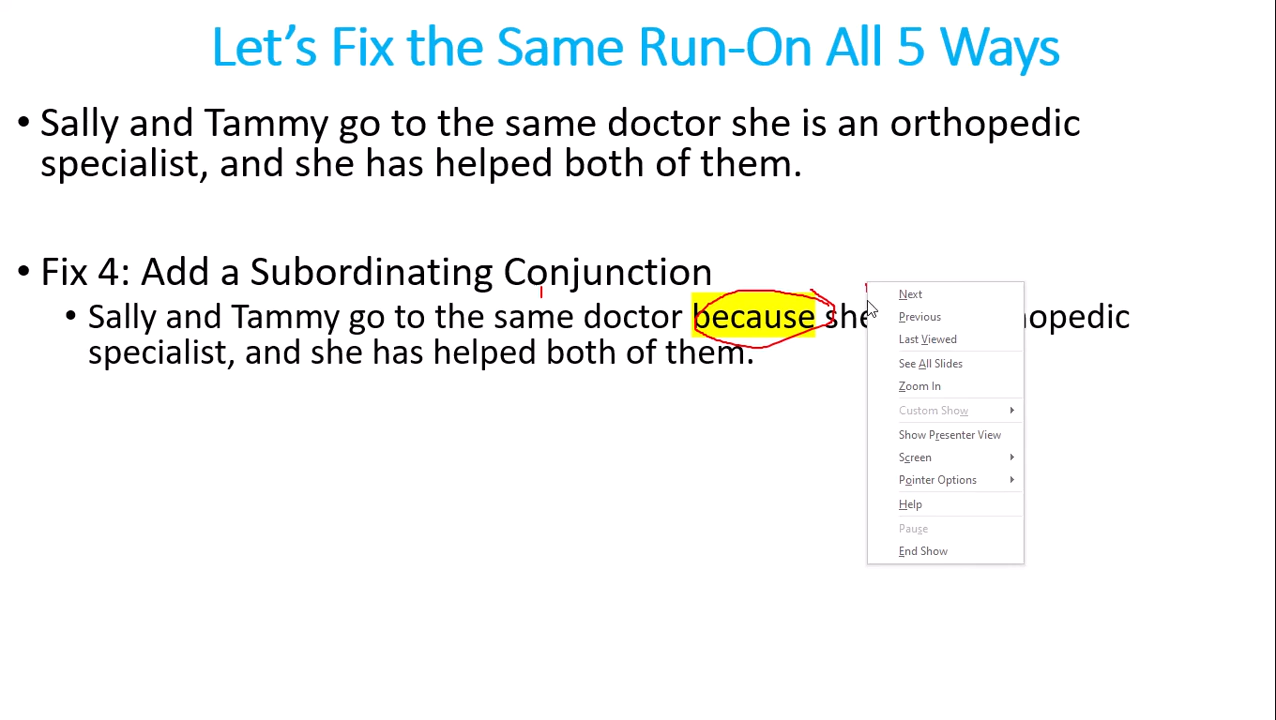 Let's Fix the Same Run-On All 5 Ways
• Sally and Tammy go to the same doctor she is an orthopedic
specialist, and she has helped both of them.
• Fix 4: Add a Subordinating Conjunction
• Sally and Tammy go to the same doctor because she hopedic
specialist, and she has helped both of them.
Next
Previous
Last Viewed
See All Slides
Zoom In
Custom Show
Show Presenter View
Screen
Pointer Options
Help
Pause
End Show